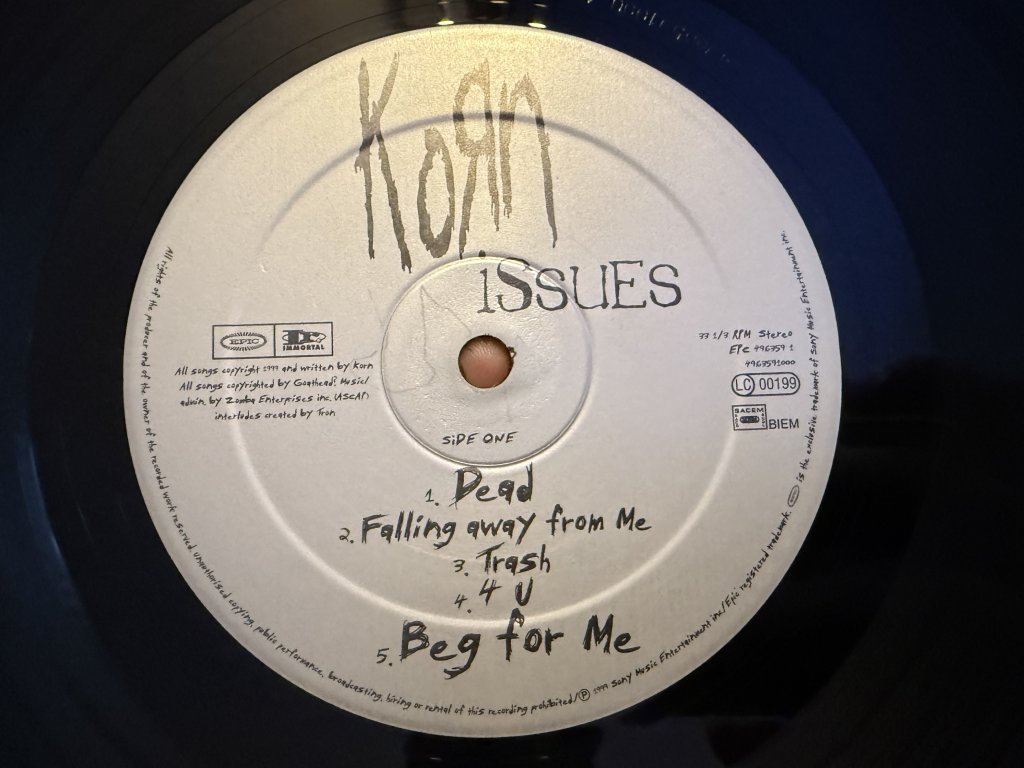 KoЯn
issues
EPIC
IMMORTAL
All songs copyright 1999 and written by Korn
All songs copyrighted by Goathead Music/
admin. by Zomba Enterprises inc. (ASCAP)
interludes created by Tron
33 1/3 RPM Stereo
EPC 496359 1
4963591000
LC 00199
SACEM
BIEM
SiDE ONE
1. Dead
2. Falling away from Me
3. Trash
4. 4 U
5. Beg for Me
All rights of the producer and of the owner of the recorded work reserved. unauthorised copying, public performance, broadcasting, hiring or rental of this recording prohibited/℗ 1999 Sony Music Entertainment inc/Epic registered trademark. EPIC is the exclusive trademark of Sony Music Entertainment inc.